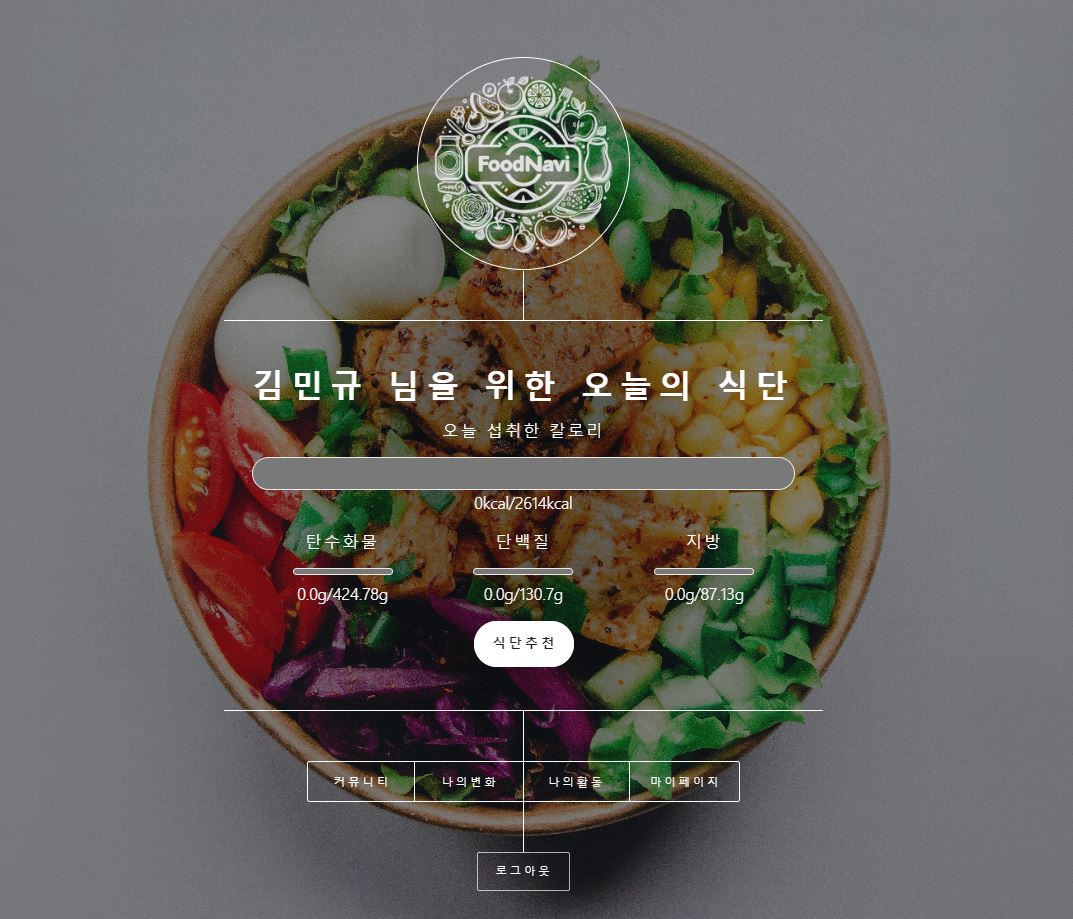 FoodNavi
김민규 님을 위한 오늘의 식단
오늘 섭취한 칼로리
0kcal/2614kcal
탄수화물 단백질 지방
0.0g/424.78g 0.0g/130.7g 0.0g/87.13g
식단추천
커뮤니티 나의변화 나의활동 마이페이지
로그아웃